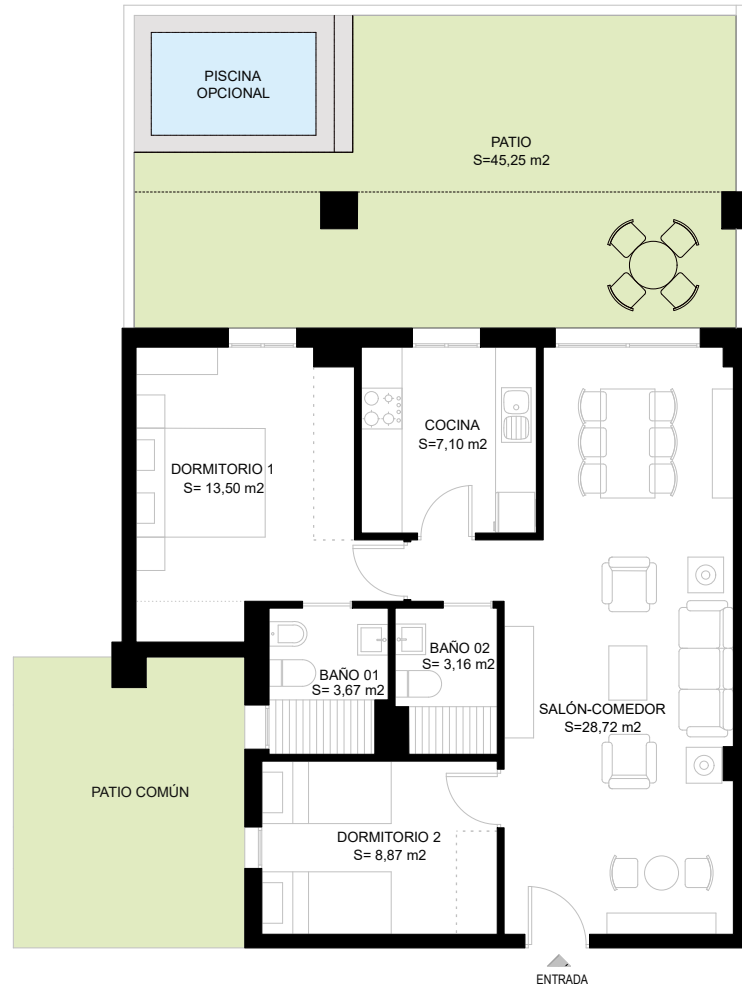 PISCINA
OPCIONAL
PATIO
S=45,25 m2
COCINA
S=7,10 m2
DORMITORIO 1
S= 13,50 m2
BAÑO 02
S= 3,16 m2
BAÑO 01
S= 3,67 m2
SALÓN-COMEDOR
S=28,72 m2
PATIO COMÚN
DORMITORIO 2
S= 8,87 m2
ENTRADA